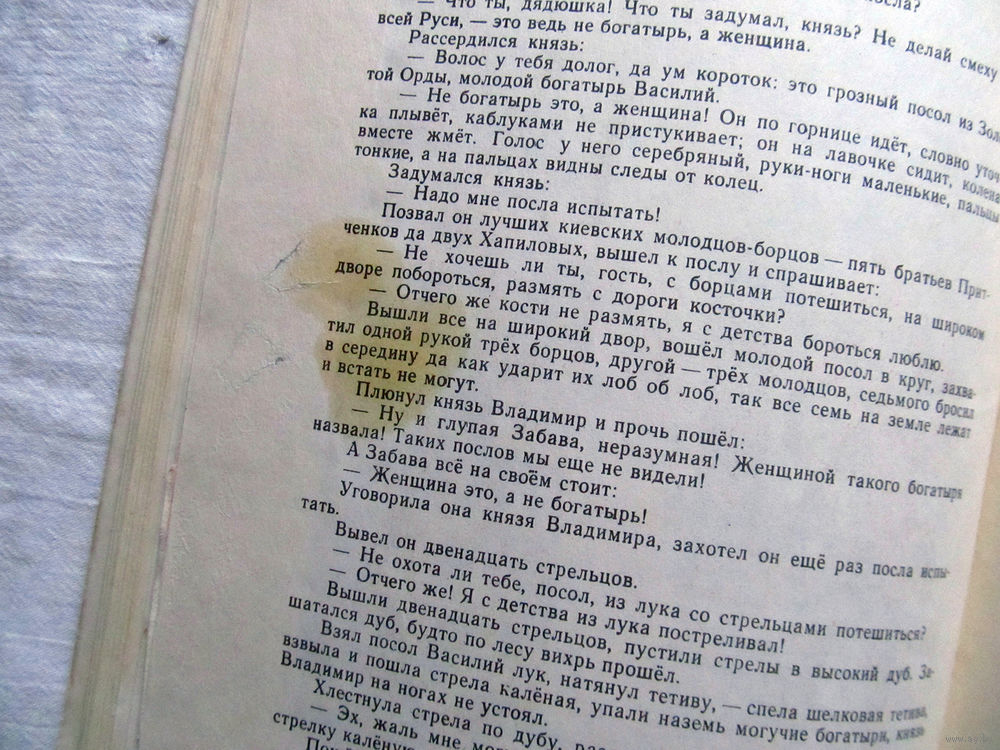 — Что ты, дядюшка! Что ты задумал, князь? Не делай смеху
всей Руси, — это ведь не богатырь, а женщина.
Рассердился князь:
— Волос у тебя долог, да ум короток: это грозный посол из Золо-
той Орды, молодой богатырь Василий.
— Не богатырь это, а женщина! Он по горнице идёт, словно уточ-
ка плывёт, каблуками не пристукивает; он на лавочке сидит, колена
вместе жмёт. Голос у него серебряный, руки-ноги маленькие, пальцы
тонкие, а на пальцах видны следы от колец.
Задумался князь:
— Надо мне посла испытать!
Позвал он лучших киевских молодцов-борцов — пять братьев Прит-
ченков да двух Хапиловых, вышел к послу и спрашивает:
— Не хочешь ли ты, гость, с борцами потешиться, на широком
дворе побороться, размять с дороги косточки?
— Отчего же кости не размять, я с детства бороться люблю.
Вышли все на широкий двор, вошёл молодой посол в круг, захва-
тил одной рукой трёх борцов, другой — трёх молодцов, седьмого бросил
в середину да как ударит их лоб об лоб, так все семь на земле лежат
и встать не могут.
Плюнул князь Владимир и прочь пошёл:
— Ну и глупая Забава, неразумная! Женщиной такого богатыря
назвала! Таких послов мы еще не видели!
А Забава всё на своём стоит:
— Женщина это, а не богатырь!
Уговорила она князя Владимира, захотел он ещё раз посла испы-
тать.
Вывел он двенадцать стрельцов.
— Не охота ли тебе, посол, из лука со стрельцами потешиться?
— Отчего же! Я с детства из лука постреливал!
Вышли двенадцать стрельцов, пустили стрелы в высокий дуб. За-
шатался дуб, будто по лесу вихрь прошёл.
Взял посол Василий лук, натянул тетиву, — спела шелковая тетива,
взвыла и пошла стрела калёная, упали наземь могучие богатыри, князь
Владимир на ногах не устоял.
Хлестнула стрела по дубу,
— Эх, жаль мне
стрелку калёную